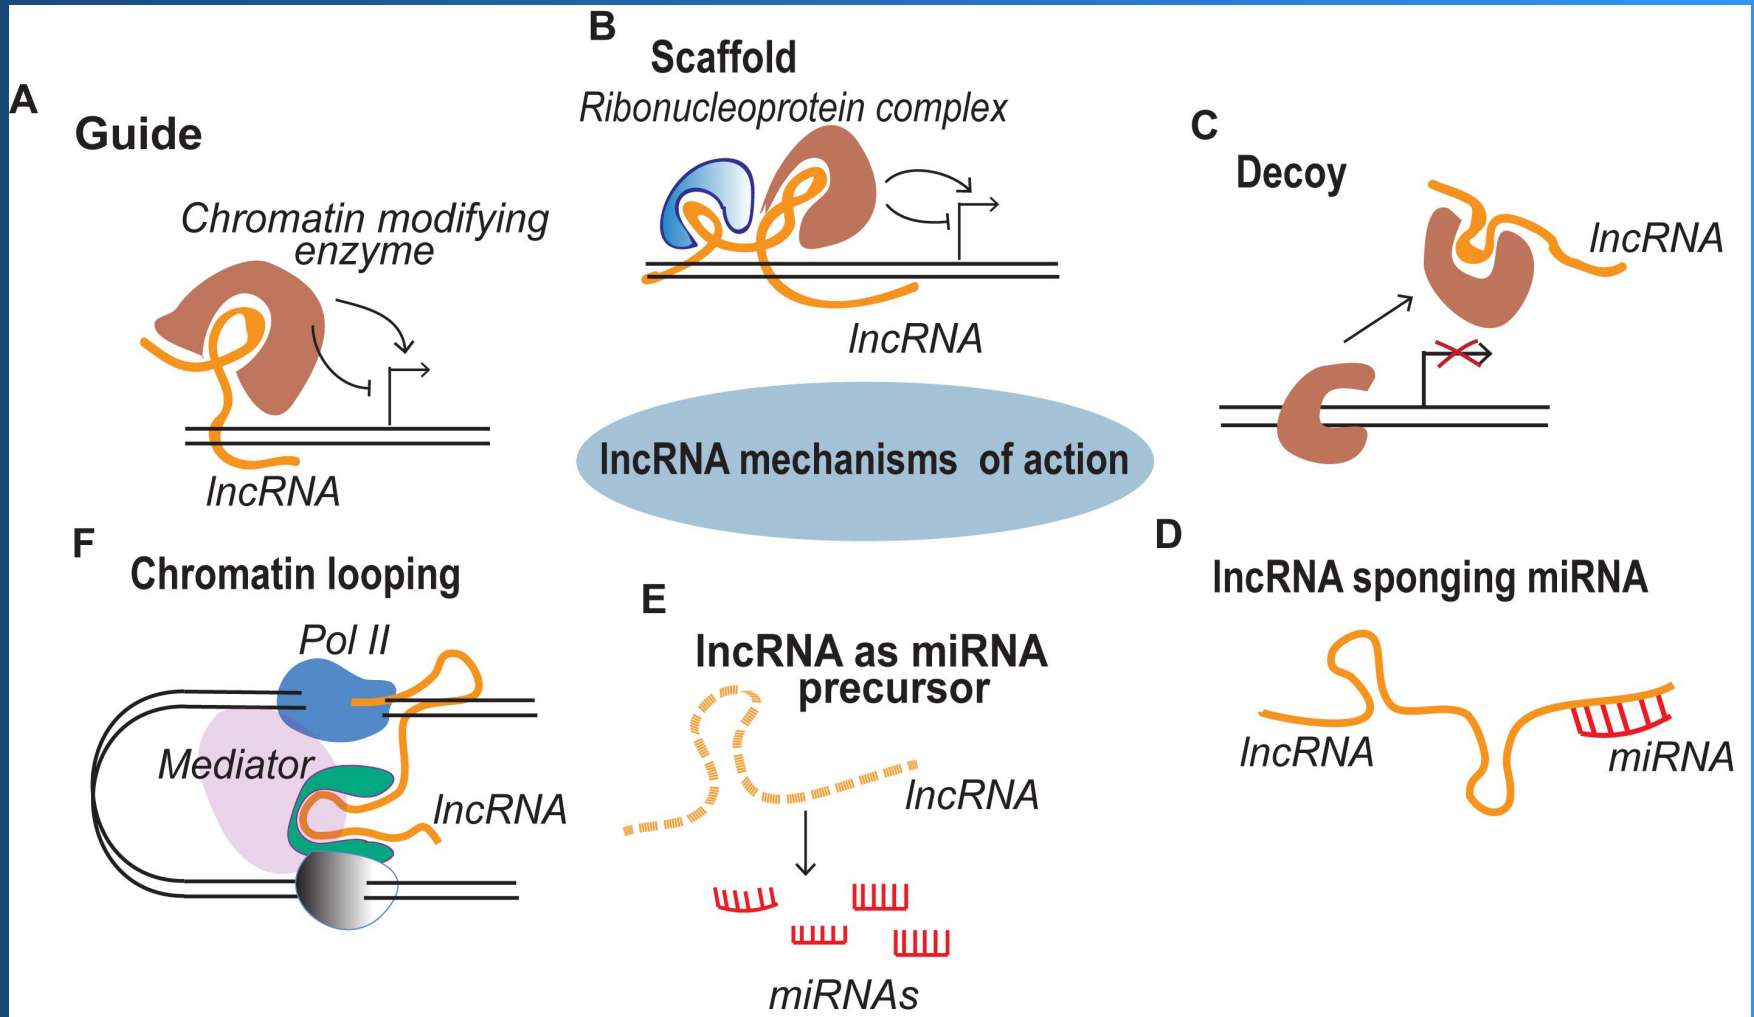 A
Guide
Chromatin modifying
enzyme
lncRNA
B
Scaffold
Ribonucleoprotein complex
lncRNA
C
Decoy
lncRNA
lncRNA mechanisms of action
D
lncRNA sponging miRNA
lncRNA
miRNA
E
lncRNA as miRNA
precursor
lncRNA
miRNAs
F
Chromatin looping
Pol II
Mediator
lncRNA